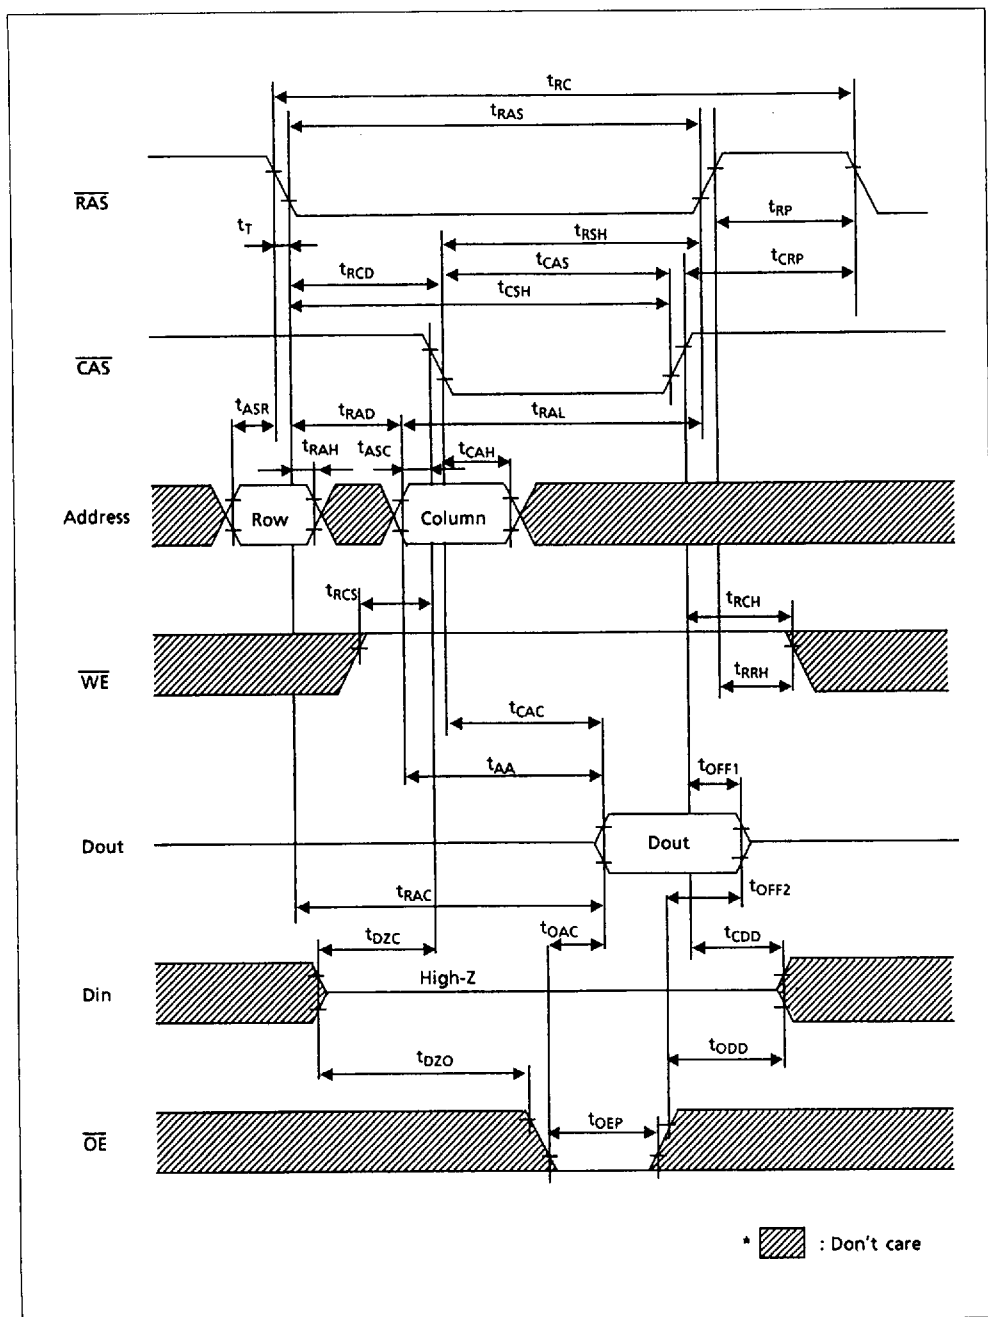 tRC
tRAS
RAS
tT
tRP
tRSH
tCRP
tCAS
tRCD
tCSH
CAS
tASR
tRAD
tRAL
tRAH
tASC
tCAH
Address
Row
Column
tRCS
tRCH
WE
tRRH
tCAC
tAA
tOFF1
Dout
Dout
tRAC
tOFF2
tOAC
tDZC
tCDD
Din
High-Z
tDZO
tODD
tOEP
OE
* : Don't care